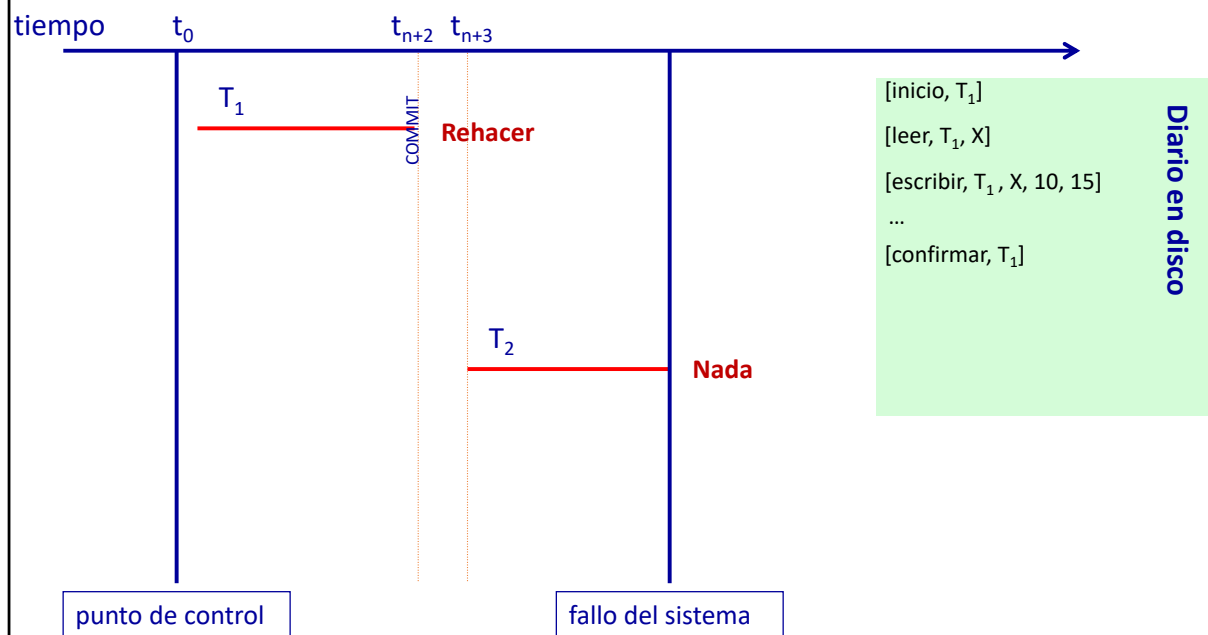 tiempo t₀ tₙ₊₂ tₙ₊₃
T₁
COMMIT
Rehacer
T₂
Nada
punto de control
fallo del sistema
[inicio, T₁]
[leer, T₁, X]
[escribir, T₁ , X, 10, 15]
...
[confirmar, T₁]
Diario en disco